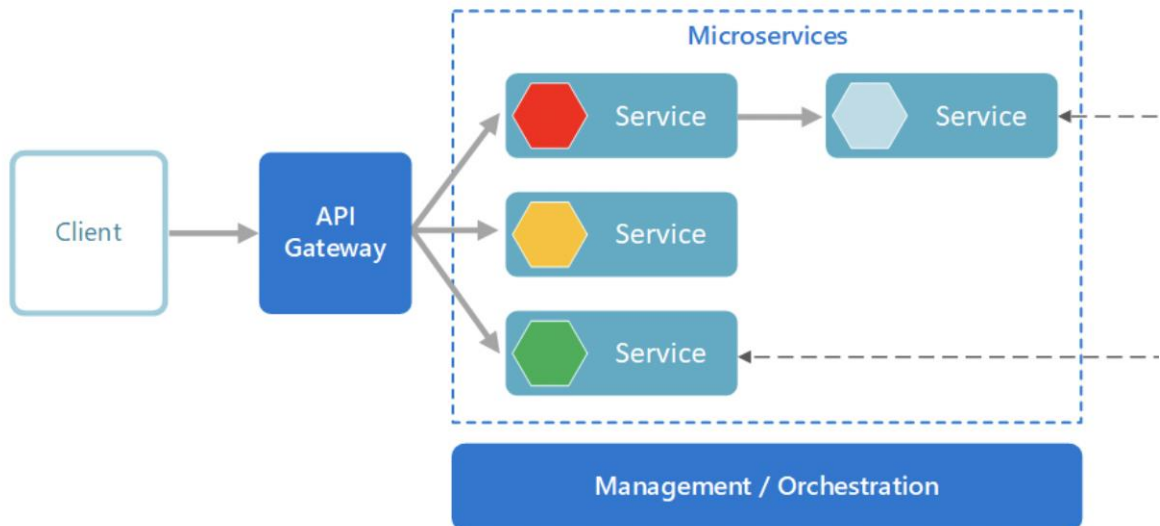 Microservices
Service
Service
Client
API
Gateway
Service
Service
Management / Orchestration